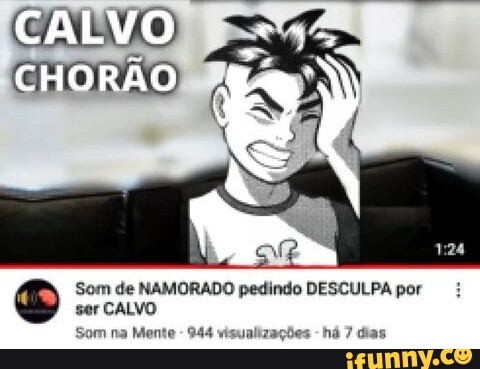 CALVO
CHORÃO
1:24
Som de NAMORADO pedindo DESCULPA por
ser CALVO
Som na Mente · 944 visualizações · há 7 dias
ifunny.co